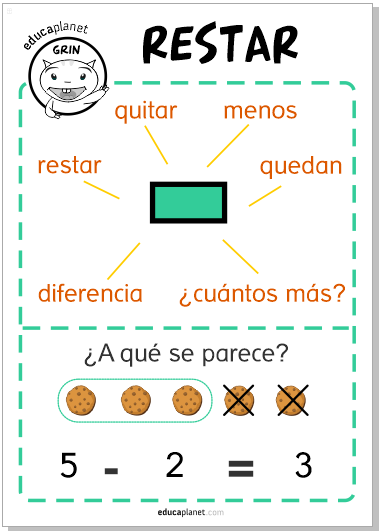 educaplanet
GRIN
RESTAR
quitar menos
restar quedan
diferencia ¿cuántos más?
¿A qué se parece?
5 - 2 = 3
educaplanet.com